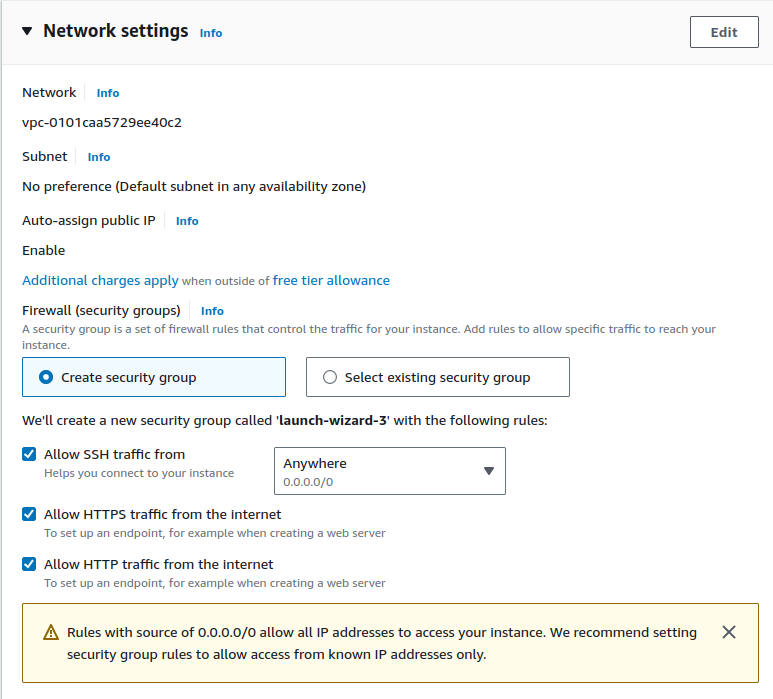 Network settings Info Edit
Network Info
vpc-0101caa5729ee40c2
Subnet Info
No preference (Default subnet in any availability zone)
Auto-assign public IP Info
Enable
Additional charges apply when outside of free tier allowance
Firewall (security groups) Info
A security group is a set of firewall rules that control the traffic for your instance. Add rules to allow specific traffic to reach your
instance.
Create security group Select existing security group
We'll create a new security group called 'launch-wizard-3' with the following rules:
Allow SSH traffic from Anywhere
Helps you connect to your instance 0.0.0.0/0
Allow HTTPS traffic from the internet
To set up an endpoint, for example when creating a web server
Allow HTTP traffic from the internet
To set up an endpoint, for example when creating a web server
Rules with source of 0.0.0.0/0 allow all IP addresses to access your instance. We recommend setting
security group rules to allow access from known IP addresses only.